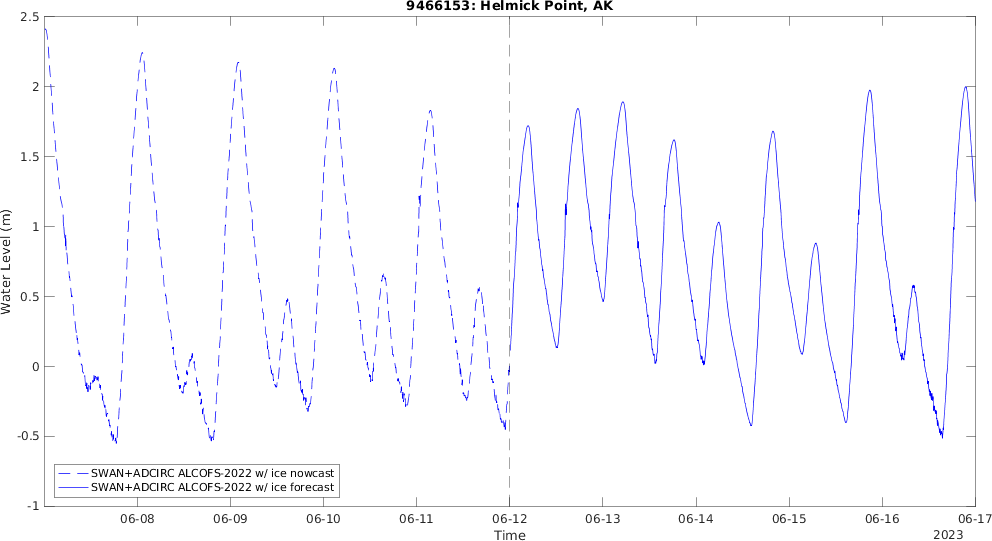 9466153: Helmick Point, AK
Water Level (m)
2.5
2
1.5
1
0.5
0
-0.5
-1
SWAN+ADCIRC ALCOFS-2022 w/ ice nowcast
SWAN+ADCIRC ALCOFS-2022 w/ ice forecast
06-08 06-09 06-10 06-11 06-12 06-13 06-14 06-15 06-16 06-17
Time
2023